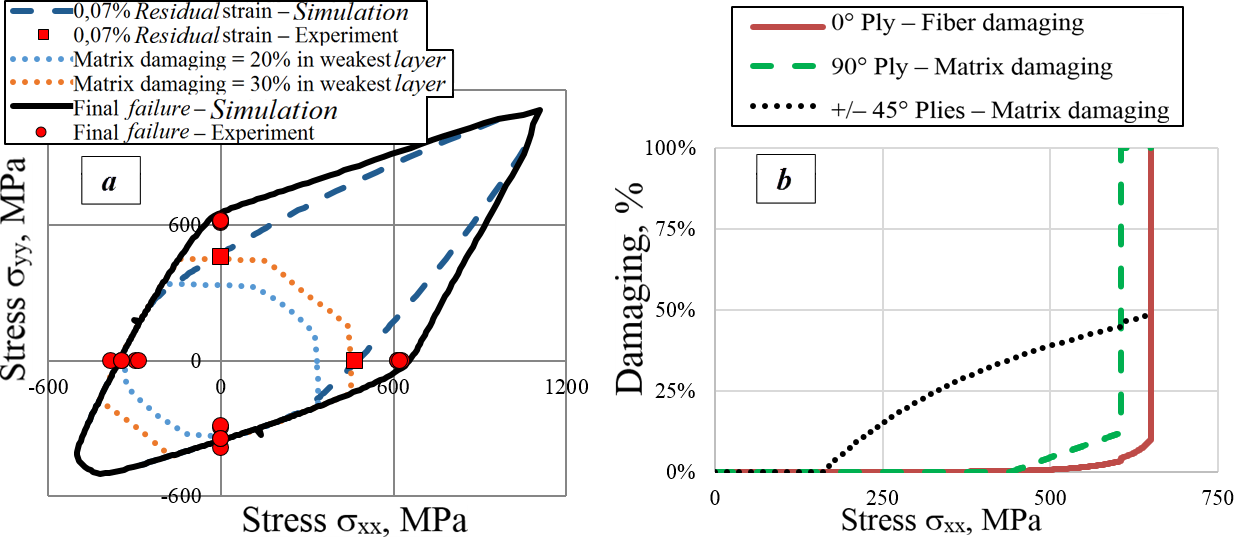 0,07% Residual strain – Simulation
0,07% Residual strain – Experiment
Matrix damaging = 20% in weakest layer
Matrix damaging = 30% in weakest layer
Final failure – Simulation
Final failure – Experiment
a
Stress σyy, MPa
600
0
-600
-600
0
600
1200
Stress σxx, MPa
0° Ply – Fiber damaging
90° Ply – Matrix damaging
+/– 45° Plies – Matrix damaging
b
Damaging, %
100%
75%
50%
25%
0%
0
250
500
750
Stress σxx, MPa